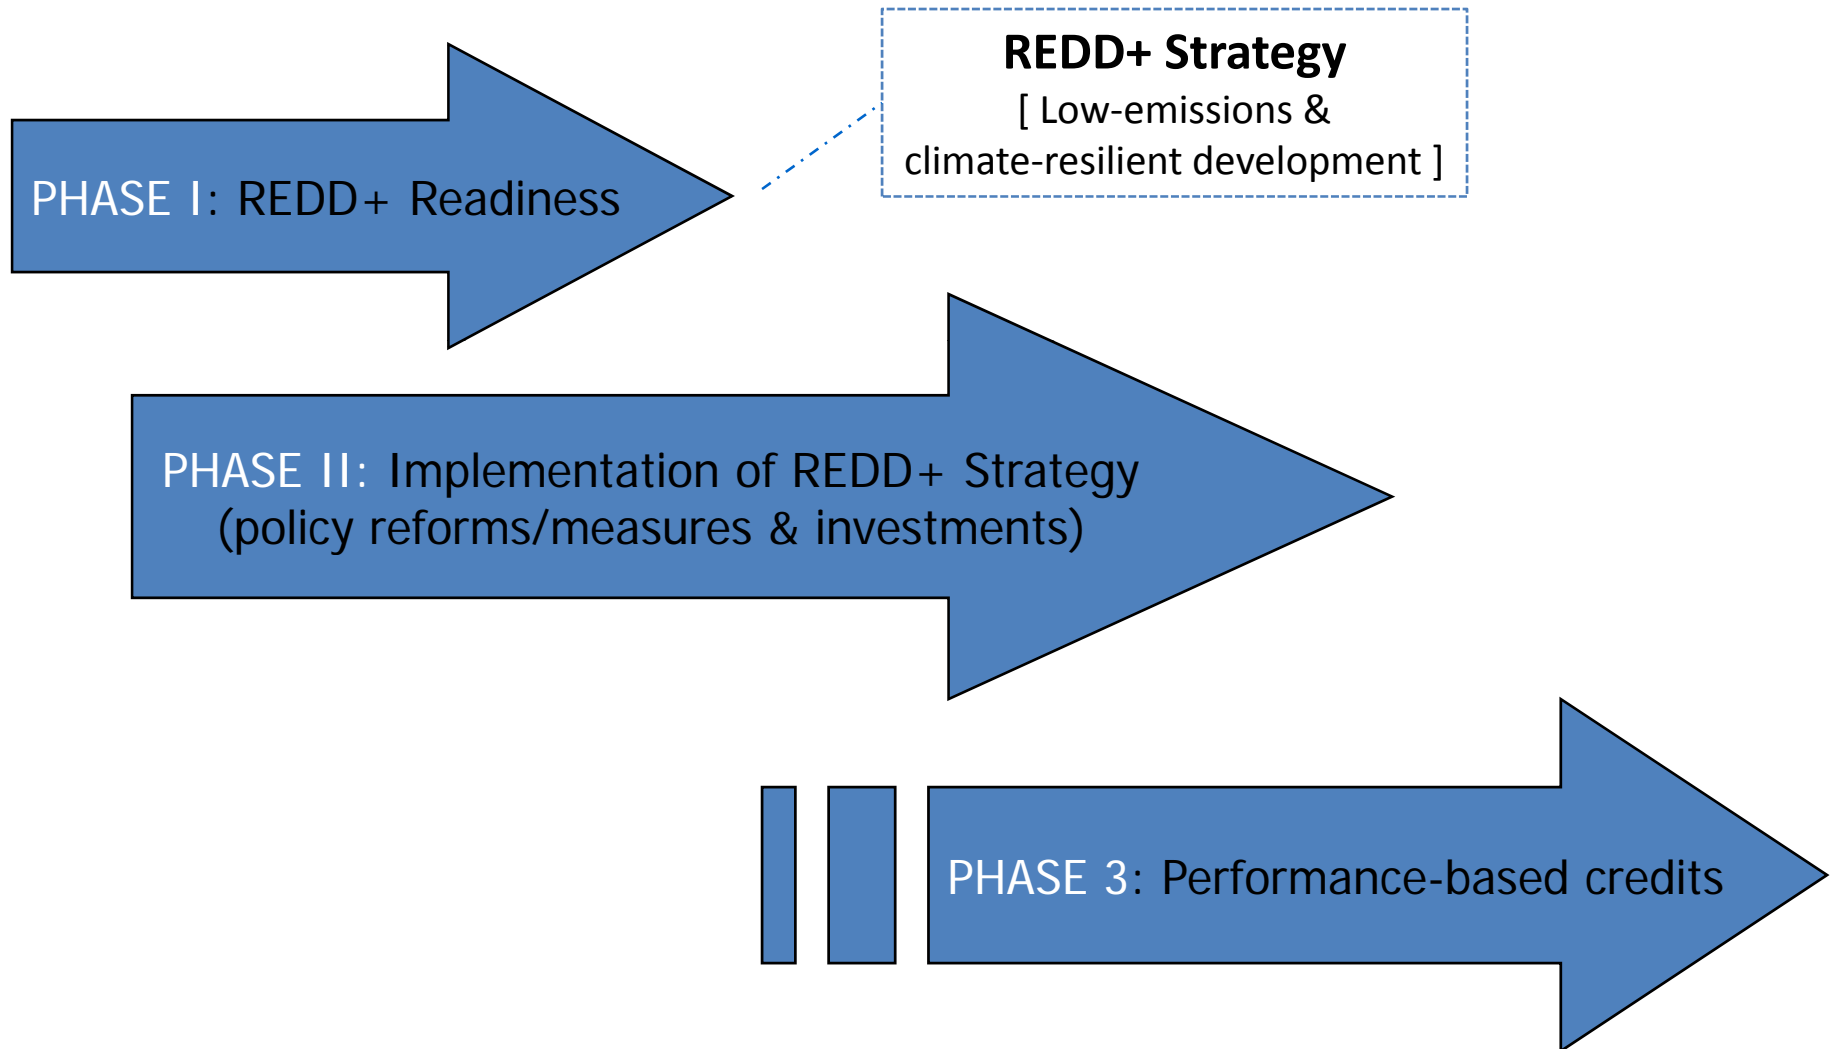 REDD+ Strategy
[ Low-emissions &
climate-resilient development ]
PHASE I: REDD+ Readiness
PHASE II: Implementation of REDD+ Strategy
(policy reforms/measures & investments)
PHASE 3: Performance-based credits